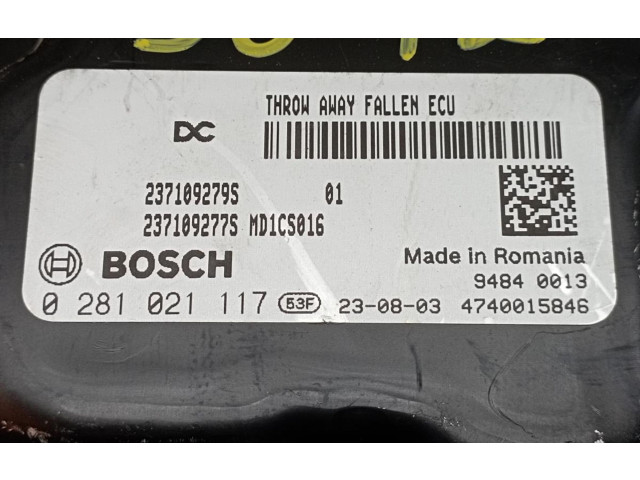 THROW AWAY FALLEN ECU
DC
237109279S 01
237109277S MD1CS016
BOSCH
Made in Romania
9484 0013
0 281 021 117 53F 23-08-03 4740015846